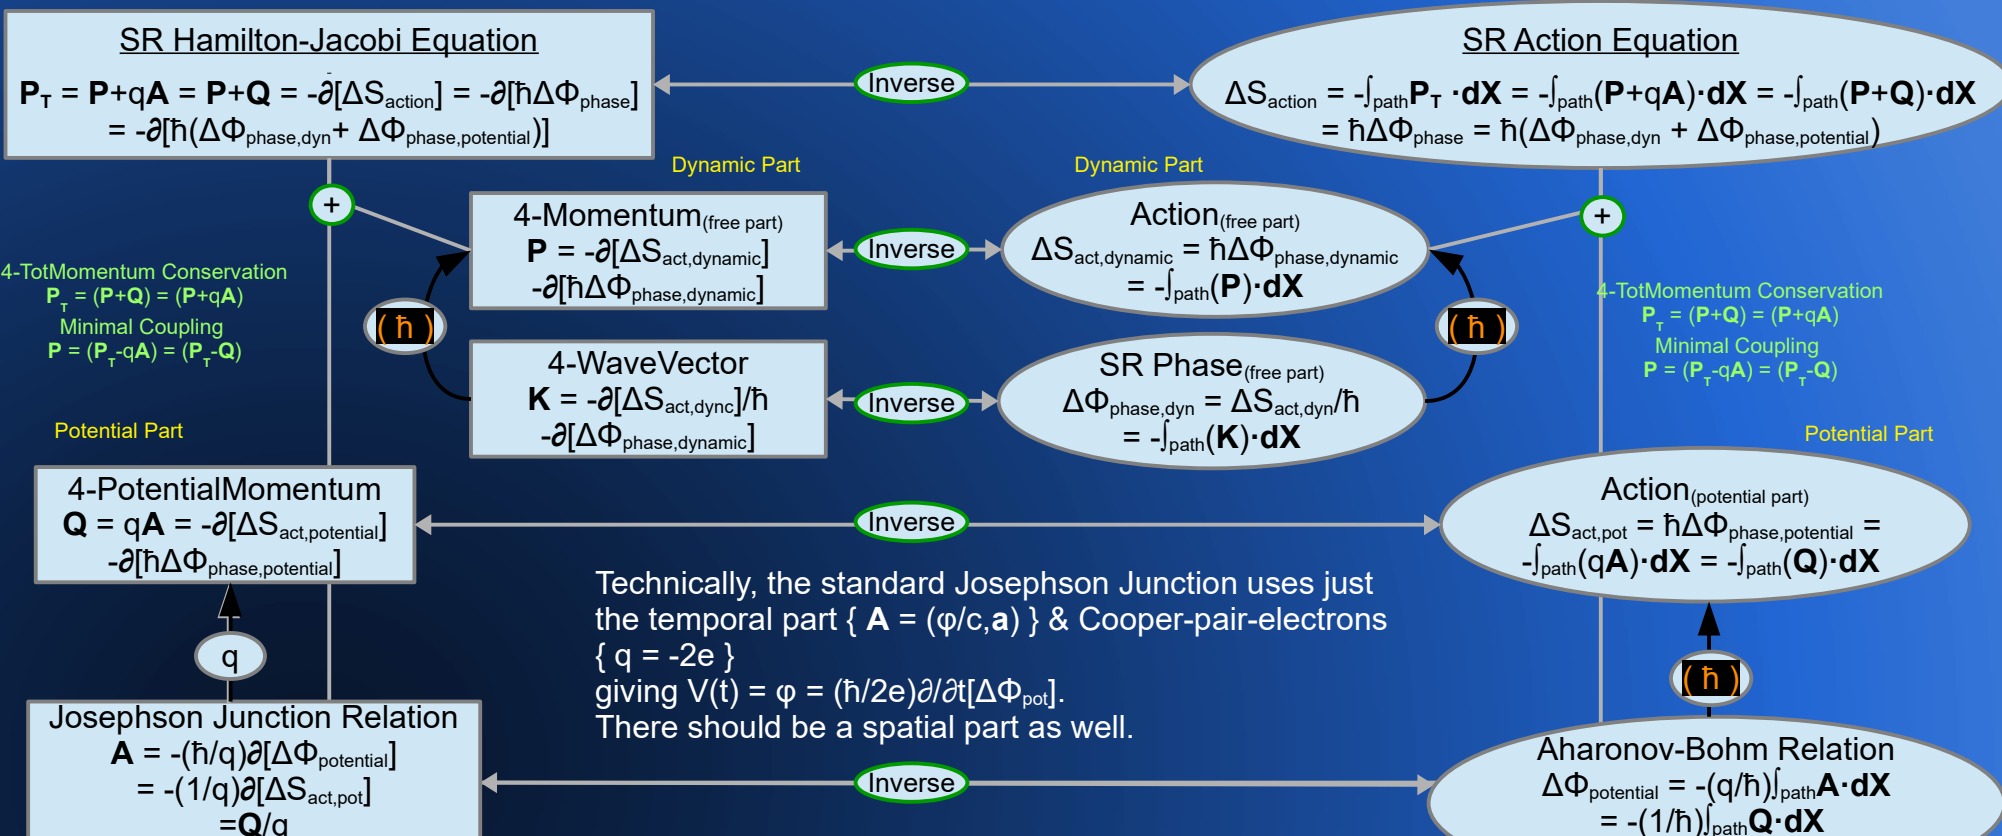 SR Hamilton-Jacobi Equation
P_T = P+qA = P+Q = -∂[ΔS_action] = -∂[ħΔΦ_phase]
= -∂[ħ(ΔΦ_phase,dyn+ ΔΦ_phase,potential)]
Inverse
SR Action Equation
ΔS_action = -∫_path P_T ·dX = -∫_path(P+qA)·dX = -∫_path(P+Q)·dX
= ħΔΦ_phase = ħ(ΔΦ_phase,dyn + ΔΦ_phase,potential)
Dynamic Part
Dynamic Part
+
4-Momentum(free part)
P = -∂[ΔS_act,dynamic]
-∂[ħΔΦ_phase,dynamic]
Inverse
Action(free part)
ΔS_act,dynamic = ħΔΦ_phase,dynamic
= -∫_path(P)·dX
+
4-TotMomentum Conservation
P_T = (P+Q) = (P+qA)
Minimal Coupling
P = (P_T-qA) = (P_T-Q)
( ħ )
( ħ )
4-TotMomentum Conservation
P_T = (P+Q) = (P+qA)
Minimal Coupling
P = (P_T-qA) = (P_T-Q)
4-WaveVector
K = -∂[ΔS_act,dync]/ħ
-∂[ΔΦ_phase,dynamic]
Inverse
SR Phase(free part)
ΔΦ_phase,dyn = ΔS_act,dyn/ħ
= -∫_path(K)·dX
Potential Part
Potential Part
4-PotentialMomentum
Q = qA = -∂[ΔS_act,potential]
-∂[ħΔΦ_phase,potential]
Inverse
Action(potential part)
ΔS_act,pot = ħΔΦ_phase,potential =
-∫_path(qA)·dX = -∫_path(Q)·dX
Technically, the standard Josephson Junction uses just
the temporal part { A = (φ/c,a) } & Cooper-pair-electrons
{ q = -2e }
giving V(t) = φ = (ħ/2e)∂/∂t[ΔΦ_pot].
There should be a spatial part as well.
q
( ħ )
Josephson Junction Relation
A = -(ħ/q)∂[ΔΦ_potential]
= -(1/q)∂[ΔS_act,pot]
=Q/q
Inverse
Aharonov-Bohm Relation
ΔΦ_potential = -(q/ħ)∫_path A·dX
= -(1/ħ)∫_path Q·dX